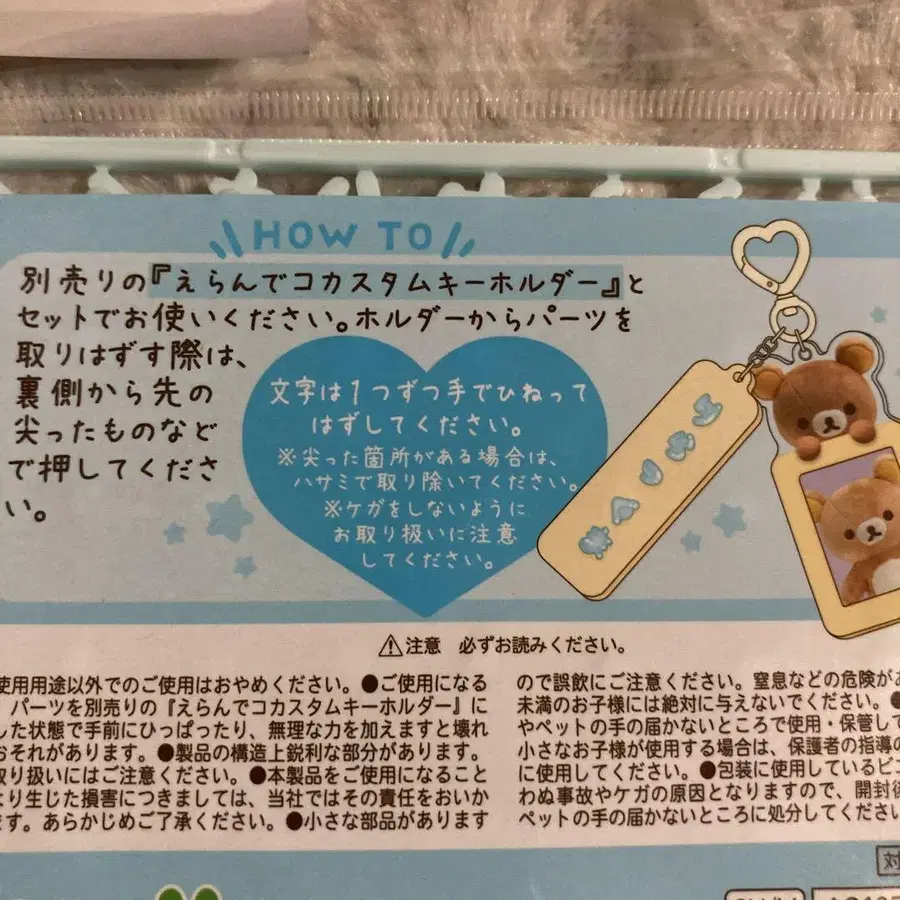 HOW TO
別売りの『えらんでコカスタムキーホルダー』と
セットでお使いください。ホルダーからパーツを
取りはずす際は、
裏側から先の
尖ったものなど
で押してくださ
い。
文字は1つずつ手でひねって
はずしてください。
※尖った箇所がある場合は、
ハサミで取り除いてください。
※ケガをしないように
お取り扱いに注意
してください。
⚠注意 必ずお読みください。
使用用途以外でのご使用はおやめください。●ご使用になる
パーツを別売りの『えらんでコカスタムキーホルダー』に
した状態で手前にひっぱったり、無理な力を加えますと壊れ
おそれがあります。●製品の構造上鋭利な部分があります。
取り扱いにはご注意ください。●本製品をご使用になること
より生じた損害につきましては、当社ではその責任をおいか
ます。あらかじめご了承ください。●小さな部品があります
ので誤飲にご注意ください。窒息などの危険があ
未満のお子様には絶対に与えないでください。●
やペットの手の届かないところで使用・保管して
小さなお子様が使用する場合は、保護者の指導の
に使用してください。●包装に使用しているビニ
わぬ事故やケガの原因となりますので、開封後
ペットの手の届かないところに処分してください
対